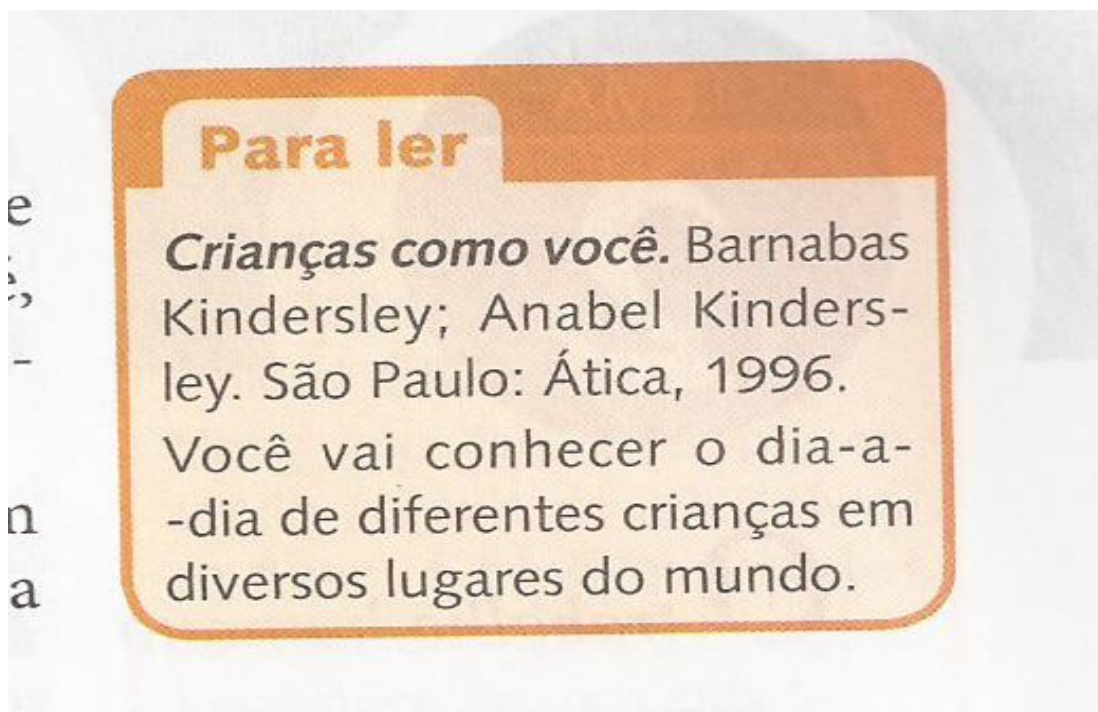 Para ler
Crianças como você. Barnabas
Kindersley; Anabel Kinders-
ley. São Paulo: Ática, 1996.
Você vai conhecer o dia-a-
-dia de diferentes crianças em
diversos lugares do mundo.